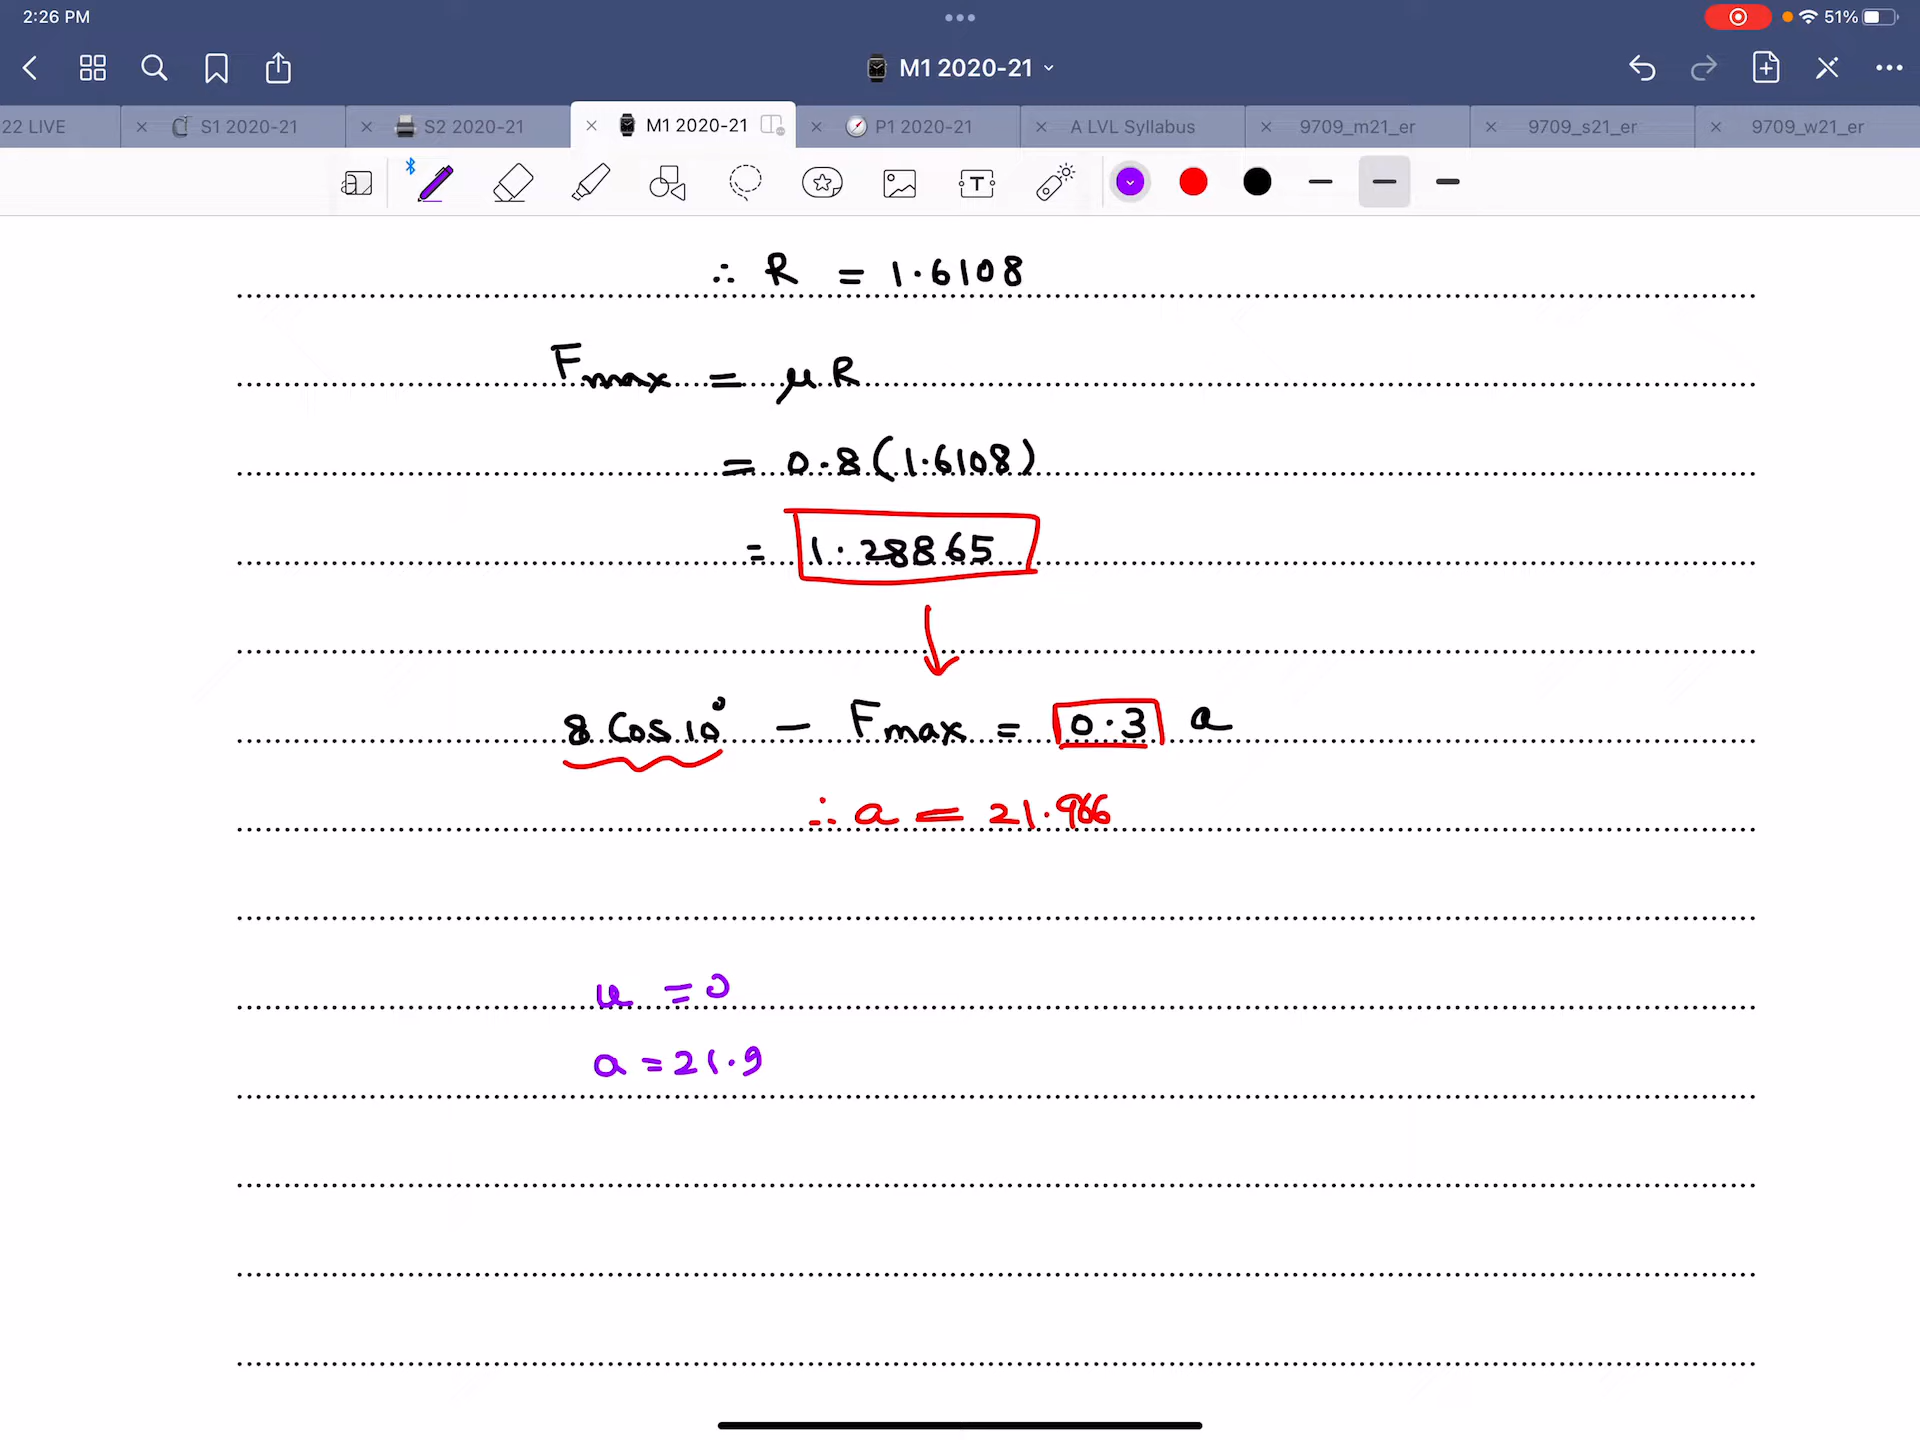 2:26 PM
51%
M1 2020-21
22 LIVE
S1 2020-21
S2 2020-21
M1 2020-21
P1 2020-21
A LVL Syllabus
9709_m21_er
9709_s21_er
9709_w21_er
∴ R = 1.6108
Fmax = μR
= 0.8(1.6108)
= 1.28865
8 Cos 10° - Fmax = 0.3 a
∴ a = 21.966
u = 0
a = 21.9